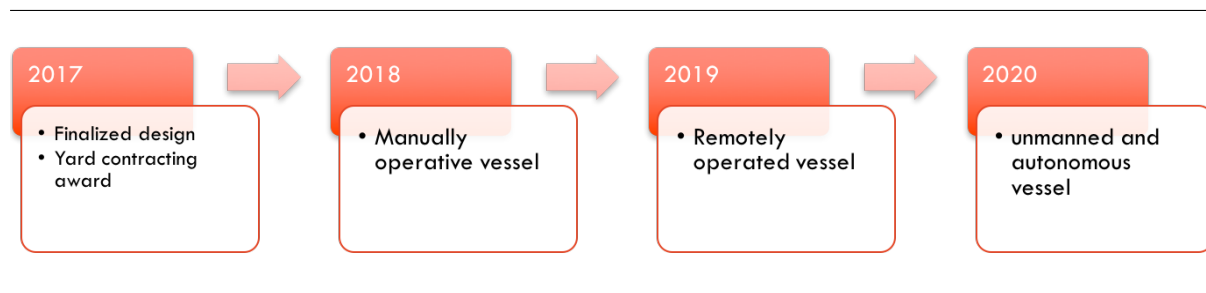 2017
• Finalized design
• Yard contracting
award
2018
• Manually
operative vessel
2019
• Remotely
operated vessel
2020
• unmanned and
autonomous
vessel